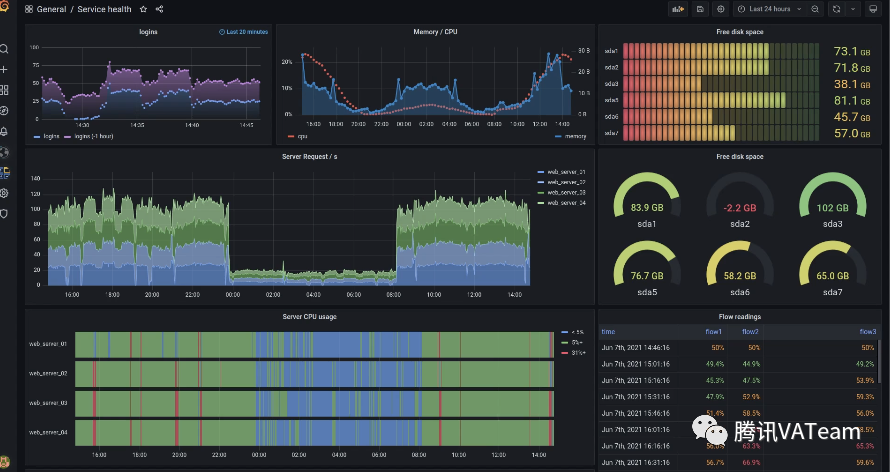 General / Service health
Last 24 hours
logins
Last 20 minutes
100
75
50
25
0
14:30
14:35
14:40
14:45
logins
logins (-1 hour)
Memory / CPU
20%
10%
0%
30 B
20 B
10 B
0 B
16:00 18:00 20:00 22:00 00:00 02:00 04:00 06:00 08:00 10:00 12:00 14:00
cpu
memory
Free disk space
sda1 73.1 GB
sda2 71.8 GB
sda3 38.1 GB
sda5 81.1 GB
sda6 45.7 GB
sda7 57.0 GB
Server Request / s
140
120
100
80
60
40
20
0
16:00 18:00 20:00 22:00 00:00 02:00 04:00 06:00 08:00 10:00 12:00 14:00
web_server_01
web_server_02
web_server_03
web_server_04
Free disk space
83.9 GB -2.2 GB 102 GB
sda1 sda2 sda3
76.7 GB 58.2 GB 65.0 GB
sda5 sda6 sda7
Server CPU usage
web_server_01
web_server_02
web_server_03
web_server_04
16:00 18:00 20:00 22:00 00:00 02:00 04:00 06:00 08:00 10:00 12:00 14:00
< 5%
5%+
31%+
Flow readings
time flow1 flow2 flow3
Jun 7th, 2021 14:46:16 50% 50% 50%
Jun 7th, 2021 15:01:16 49.4% 44.9% 49.2%
Jun 7th, 2021 15:16:16 45.3% 47.5% 53.9%
Jun 7th, 2021 15:31:16 47.9% 52.9% 59.3%
Jun 7th, 2021 15:46:16 51.4% 58.5% 56.0%
Jun 7th, 2021 16:01:16
Jun 7th, 2021 16:16:16 63.3% 65.3%
Jun 7th, 2021 16:31:16 56.7% 66.9% 59.6%
腾讯VATeam